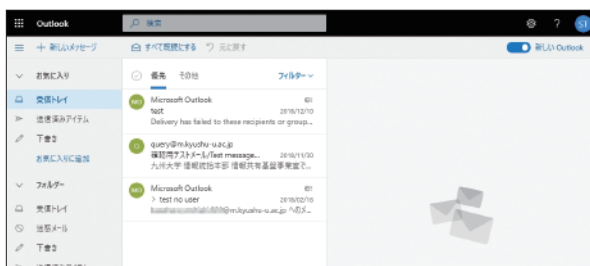 Outlook
検索
?
ST
新しいメッセージ
すべて既読にする
元に戻す
新しい Outlook
お気に入り
優先
その他
フィルター
受信トレイ
MO
Microsoft Outlook
test
2018/12/10
Delivery has failed to these recipients or group...
送信済みアイテム
下書き
お気に入りに追加
Q
query@m.kyushu-u.ac.jp
確認用テストメール/Test message...
2018/11/30
九州大学 情報統括本部 情報共有基盤事業室で...
フォルダー
MO
Microsoft Outlook
> test no user
2018/02/16
@m.kyushu-u.ac.jp へのメ...
受信トレイ
迷惑メール
下書き